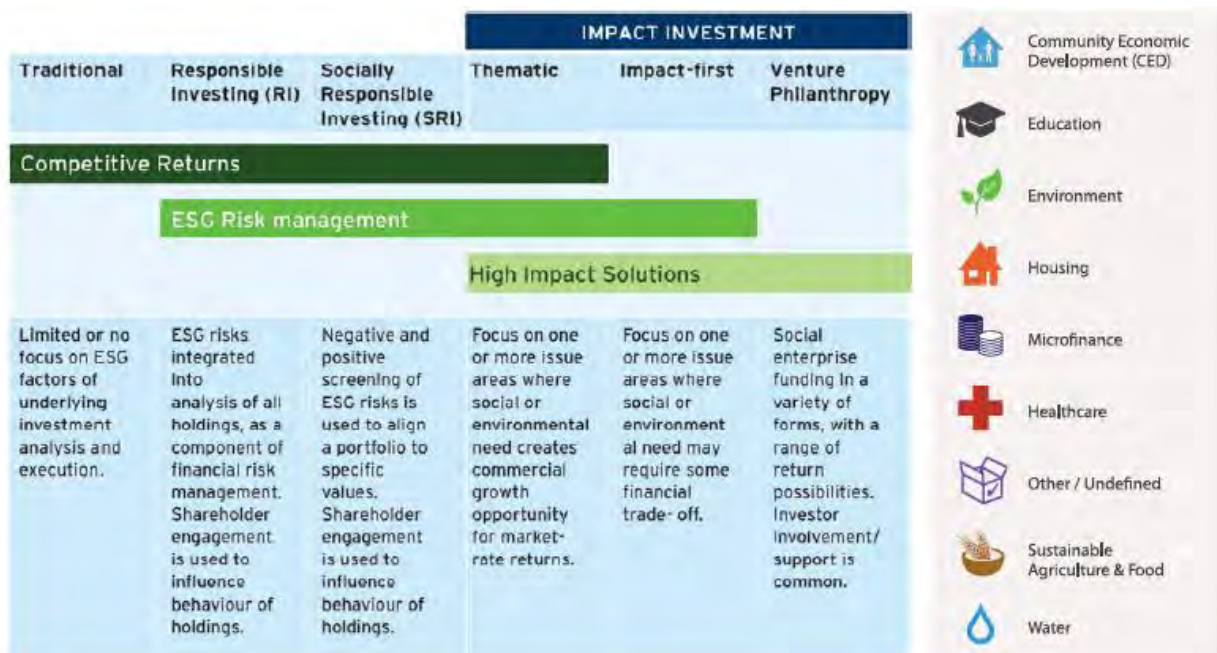 IMPACT INVESTMENT
Traditional
Responsible
Investing (RI)
Socially
Responsible
Investing (SRI)
Thematic
Impact-first
Venture
Philanthropy
Competitive Returns
ESG Risk management
High Impact Solutions
Limited or no
focus on ESG
factors of
underlying
investment
analysis and
execution.
ESG risks
integrated
into
analysis of all
holdings, as a
component of
financial risk
management.
Shareholder
engagement
is used to
influence
behaviour of
holdings.
Negative and
positive
screening of
ESG risks is
used to align
a portfolio to
specific
values.
Shareholder
engagement
is used to
influence
behaviour of
holdings.
Focus on one
or more issue
areas where
social or
environmental
need creates
commercial
growth
opportunity
for market-
rate returns.
Focus on one
or more issue
areas where
social or
environment
al need may
require some
financial
trade- off.
Social
enterprise
funding in a
variety of
forms, with a
range of
return
possibilities.
Investor
involvement/
support is
common.
Community Economic
Development (CED)
Education
Environment
Housing
Microfinance
Healthcare
Other / Undefined
Sustainable
Agriculture & Food
Water